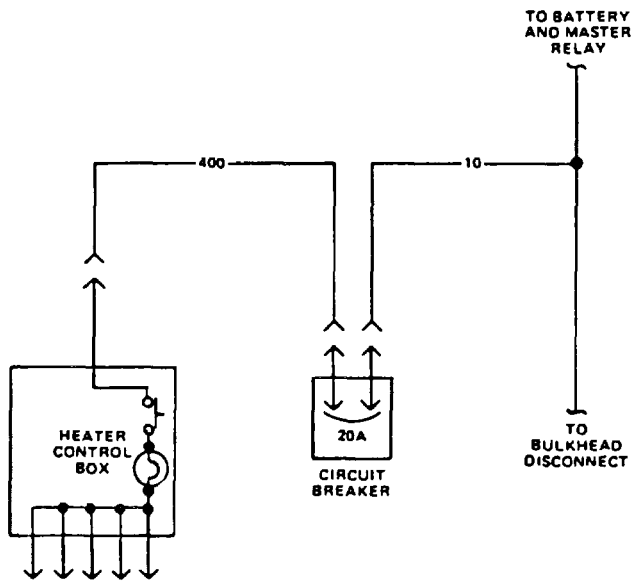 TO BATTERY
AND MASTER
RELAY
400
10
HEATER
CONTROL
BOX
20A
CIRCUIT
BREAKER
TO
BULKHEAD
DISCONNECT